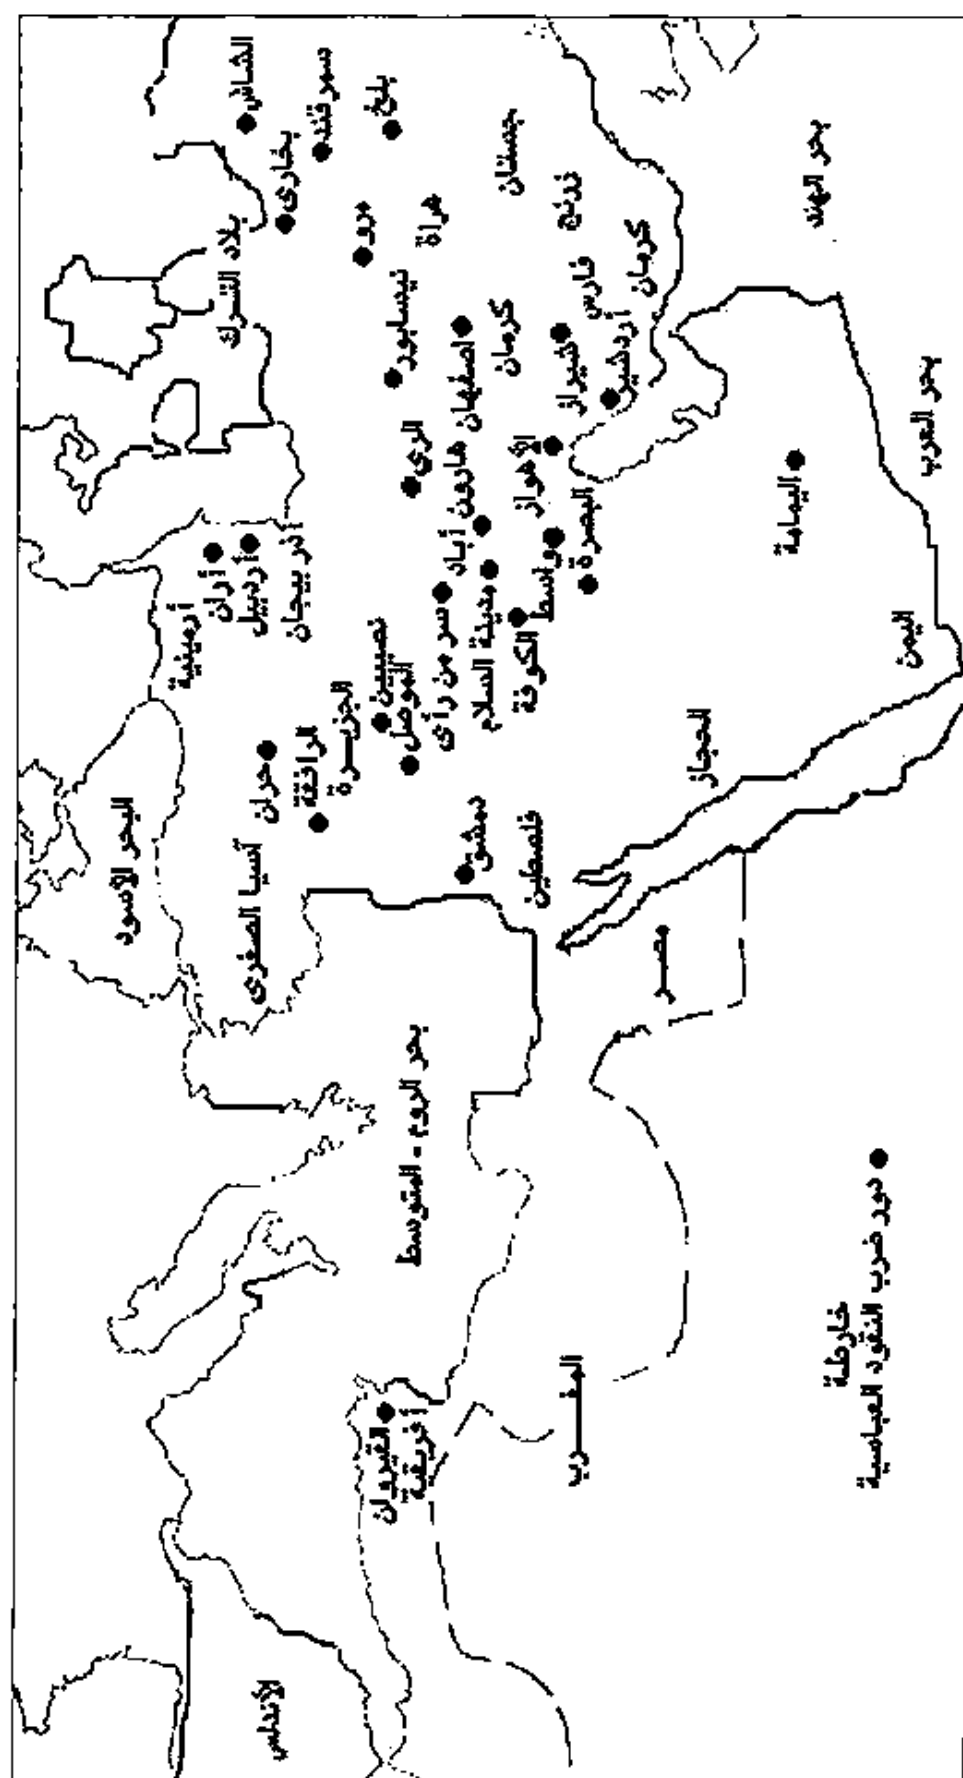 خارطة
دور ضرب النقود العباسية
الأندلس
القيروان
أفريقية
المغرب
بحر الروم - المتوسط
البحر الأسود
آسيا الصغرى
مصر
فلسطين
دمشق
حران
الرافقة
الجزيرة
نصيبين
الموصل
سر من رأى
مدينة السلام
الكوفة
واسط
البصرة
الأهواز
هارون أباد
أرمينية
أران
أردبيل
أذربيجان
الري
اصفهان
نيسابور
كرمان
شيراز
أردشير
فارس
كرمان
زرنج
جستان
هراة
مرو
بلخ
سمرقند
بخارى
الشاش
بلاد الترك
الحجاز
اليمن
اليمامة
بحر العرب
بحر الهند